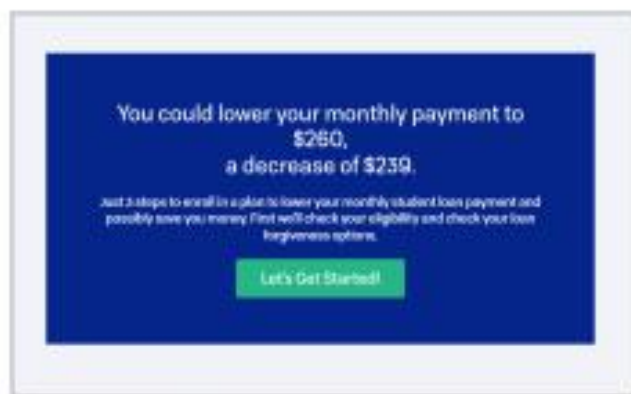 You could lower your monthly payment to
$260,
a decrease of $239.
Just 3 steps to enroll in a plan to lower your monthly student loan payment and
possibly save you money. First we'll check your eligibility and check your loan
forgiveness options.
Let's Get Started!